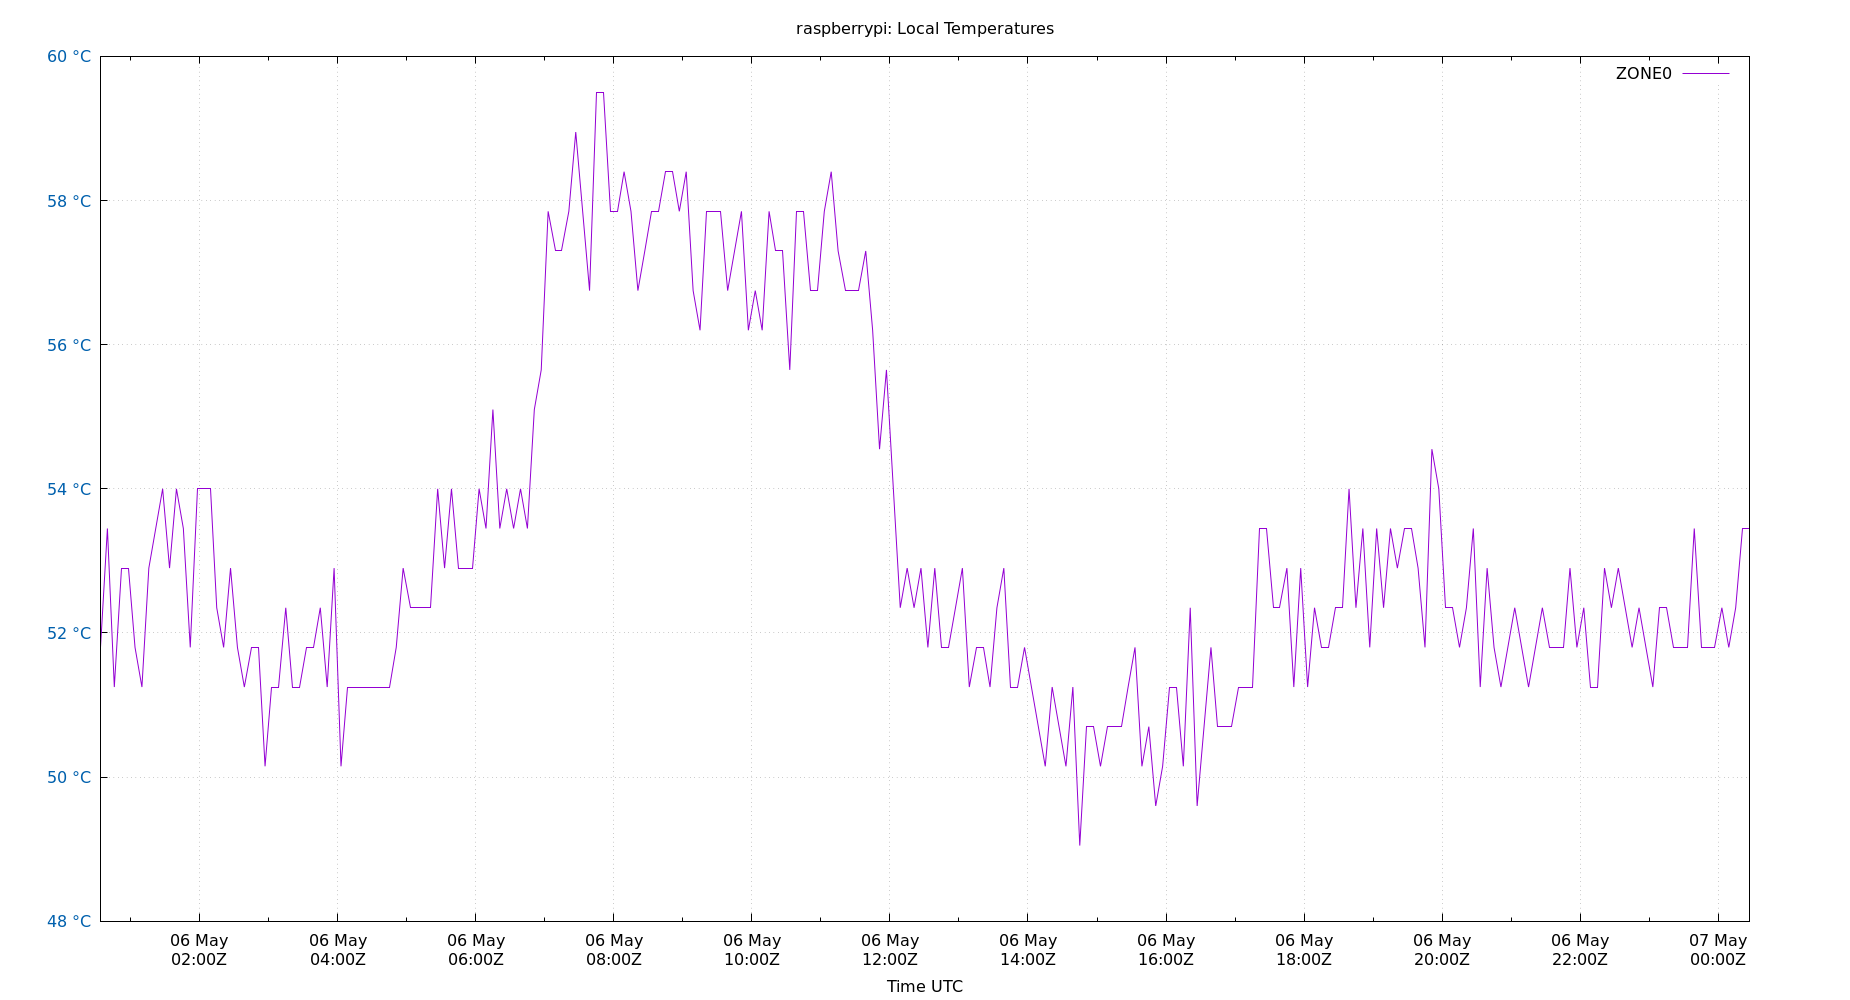 raspberrypi: Local Temperatures
60 °C
ZONE0
58 °C
56 °C
54 °C
52 °C
50 °C
48 °C
06 May 06 May 06 May 06 May 06 May 06 May 06 May 06 May 06 May 06 May 06 May 07 May
02:00Z 04:00Z 06:00Z 08:00Z 10:00Z 12:00Z 14:00Z 16:00Z 18:00Z 20:00Z 22:00Z 00:00Z
Time UTC